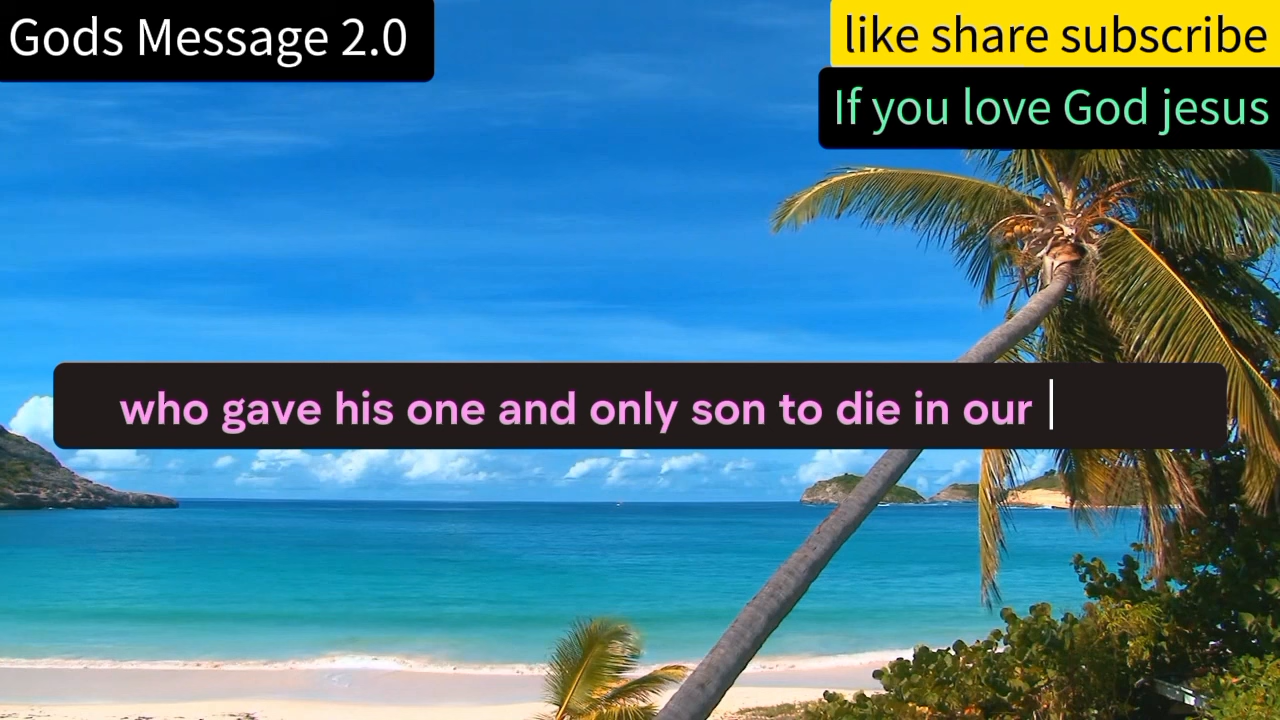 Gods Message 2.0
like share subscribe
If you love God jesus
who gave his one and only son to die in our